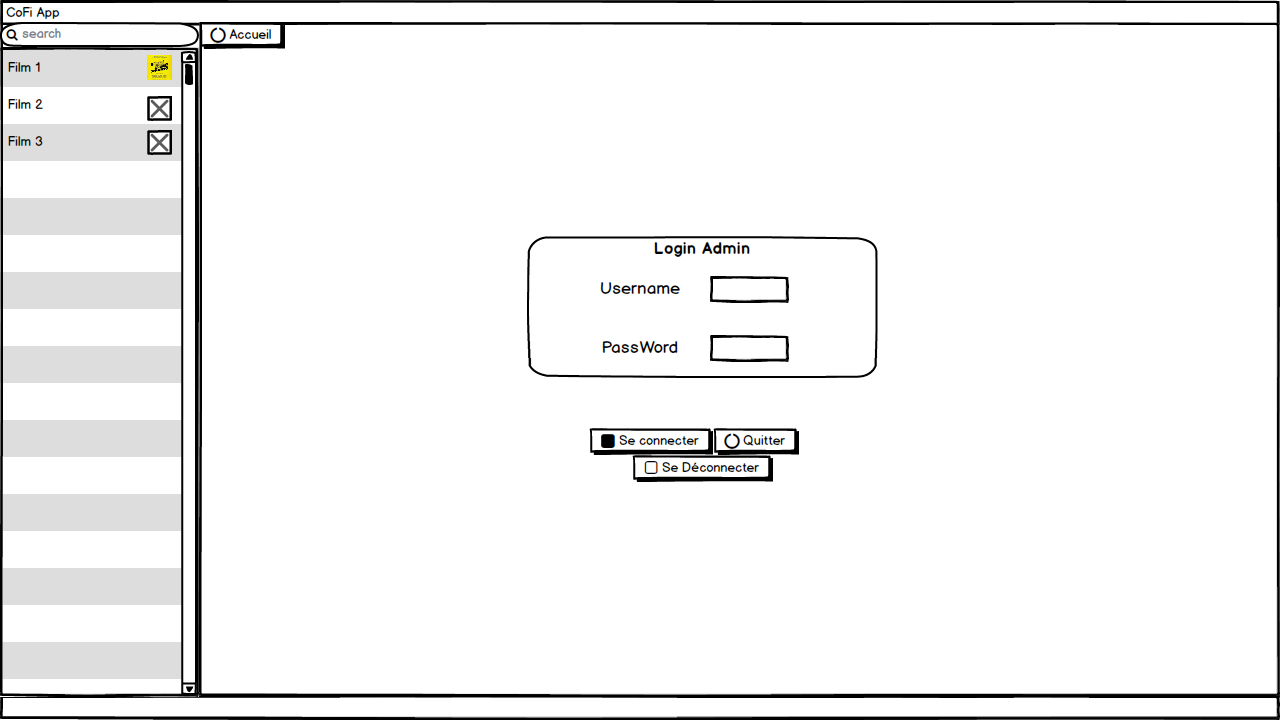 CoFi App
search
Accueil
Film 1
Film 2
Film 3
Login Admin
Username
PassWord
Se connecter
Quitter
Se Déconnecter